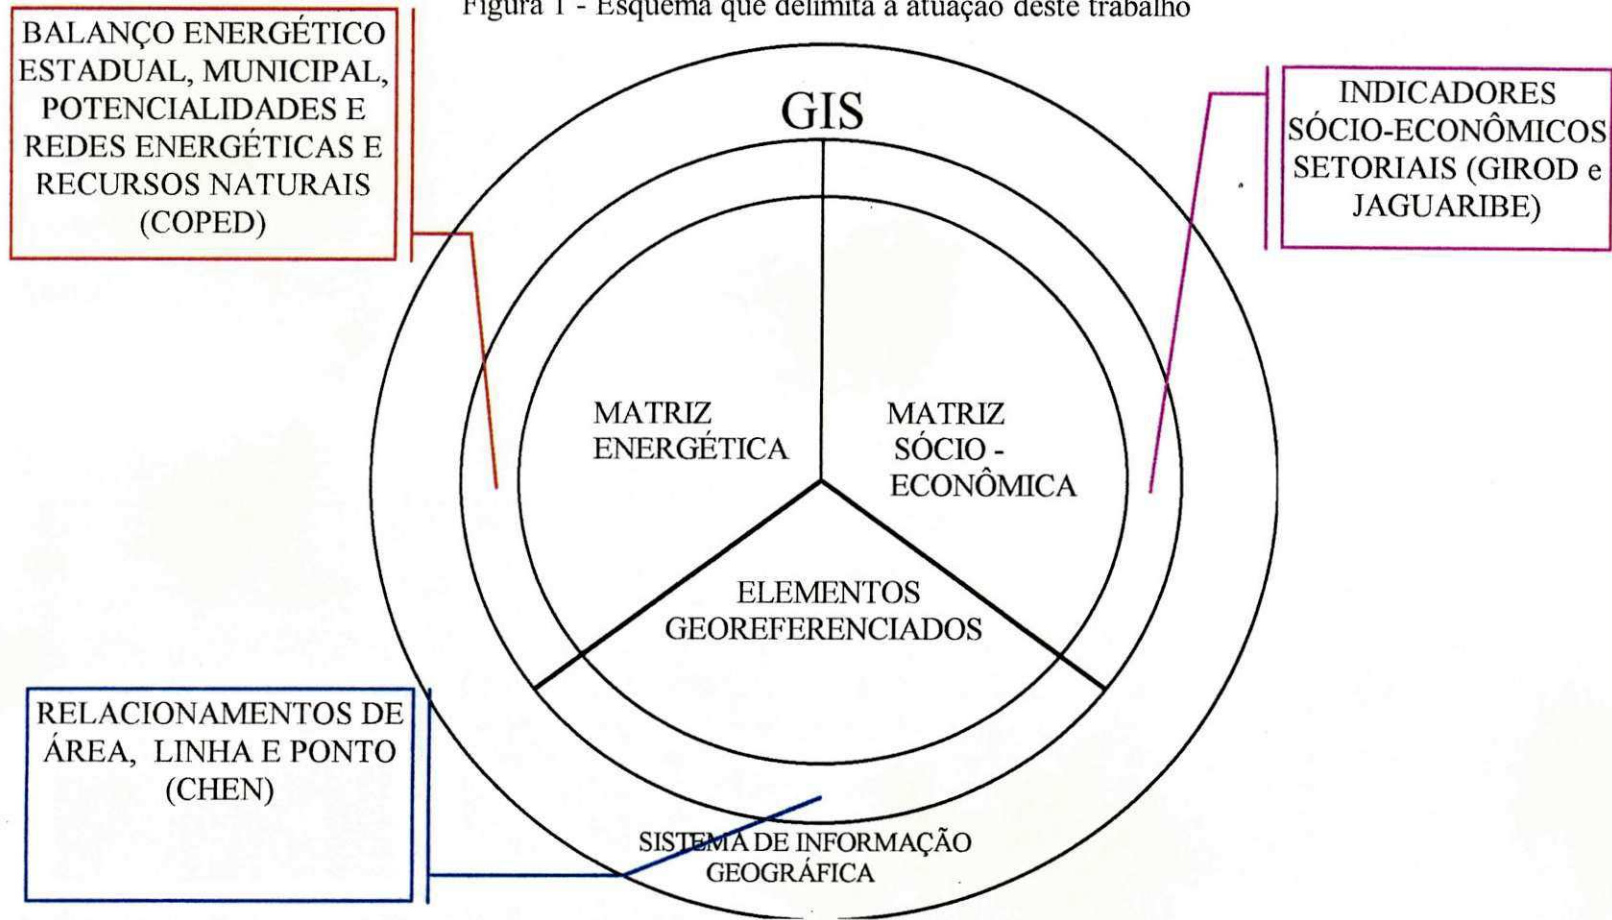 Figura 1 - Esquema que delimita a atuação deste trabalho
BALANÇO ENERGÉTICO
ESTADUAL, MUNICIPAL,
POTENCIALIDADES E
REDES ENERGÉTICAS E
RECURSOS NATURAIS
(COPED)
GIS
INDICADORES
SÓCIO-ECONÔMICOS
SETORIAIS (GIROD e
JAGUARIBE)
MATRIZ
ENERGÉTICA
MATRIZ
SÓCIO -
ECONÔMICA
ELEMENTOS
GEOREFERENCIADOS
RELACIONAMENTOS DE
ÁREA, LINHA E PONTO
(CHEN)
SISTEMA DE INFORMAÇÃO
GEOGRÁFICA